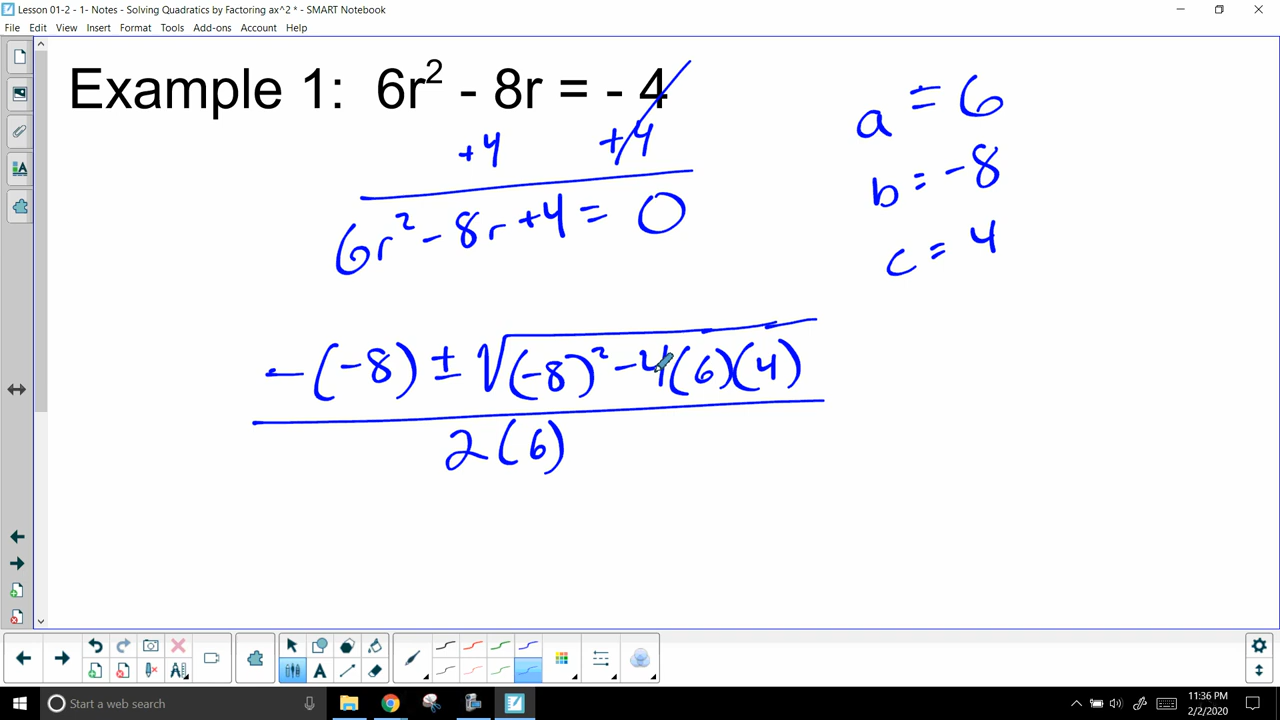 Lesson 01-2 - 1- Notes - Solving Quadratics by Factoring ax^2 * - SMART Notebook
File Edit View Insert Format Tools Add-ons Account Help
Example 1: 6r² - 8r = - 4
+4 +4
6r² - 8r + 4 = 0
a = 6
b = -8
c = 4
-(-8) ± √(-8)² - 4(6)(4)
2(6)
Start a web search
11:36 PM
2/2/2020